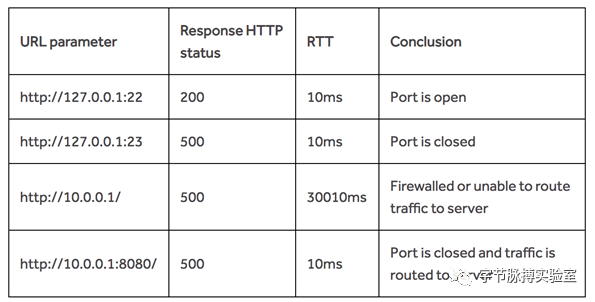 URL parameter
Response HTTP
status
RTT
Conclusion
http://127.0.0.1:22
200
10ms
Port is open
http://127.0.0.1:23
500
10ms
Port is closed
http://10.0.0.1/
500
30010ms
Firewalled or unable to route
traffic to server
http://10.0.0.1:8080/
500
10ms
Port is closed and traffic is
routed to
字节脉搏实验室